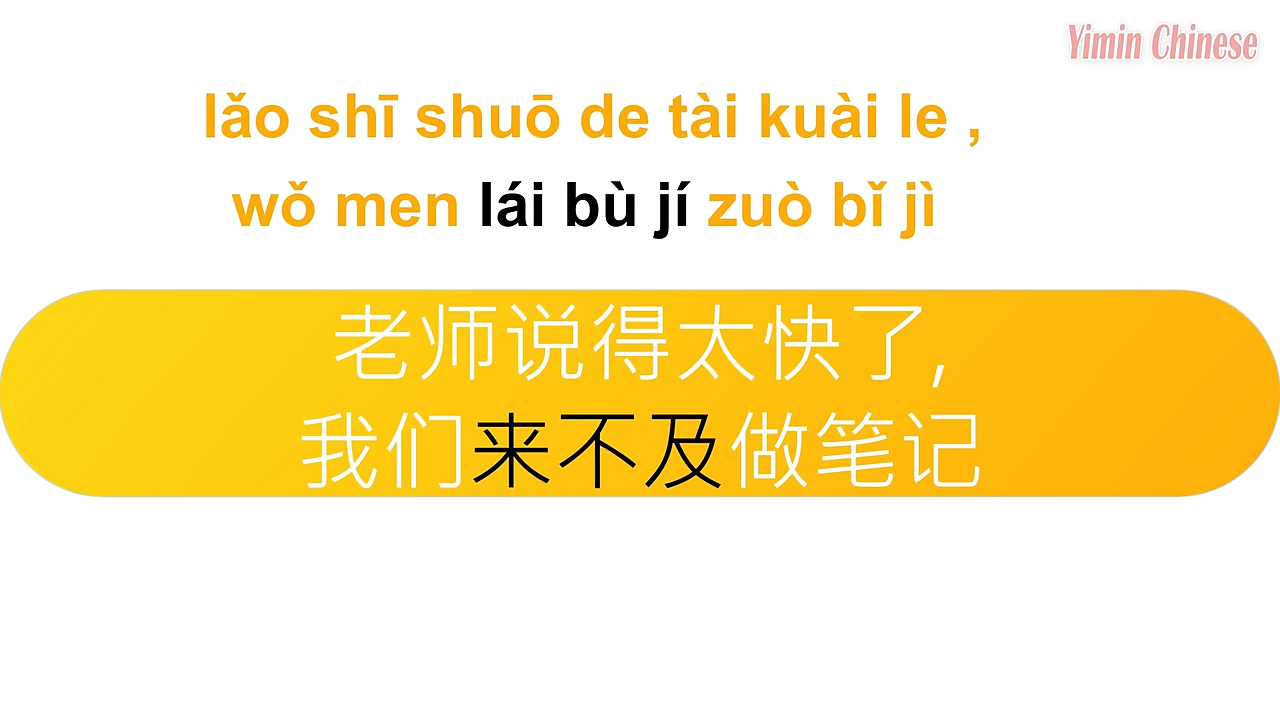 Yimin Chinese
lǎo shī shuō de tài kuài le ,
wǒ men lái bù jí zuò bǐ jì
老师说得太快了,
我们来不及做笔记